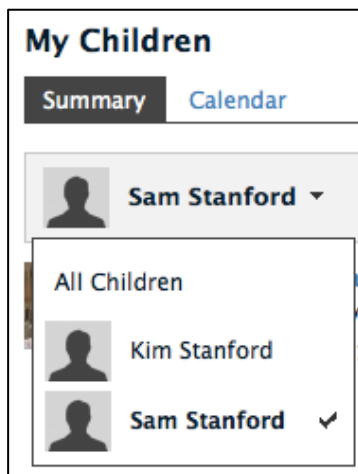 My Children
Summary Calendar
Sam Stanford
All Children
Kim Stanford
Sam Stanford